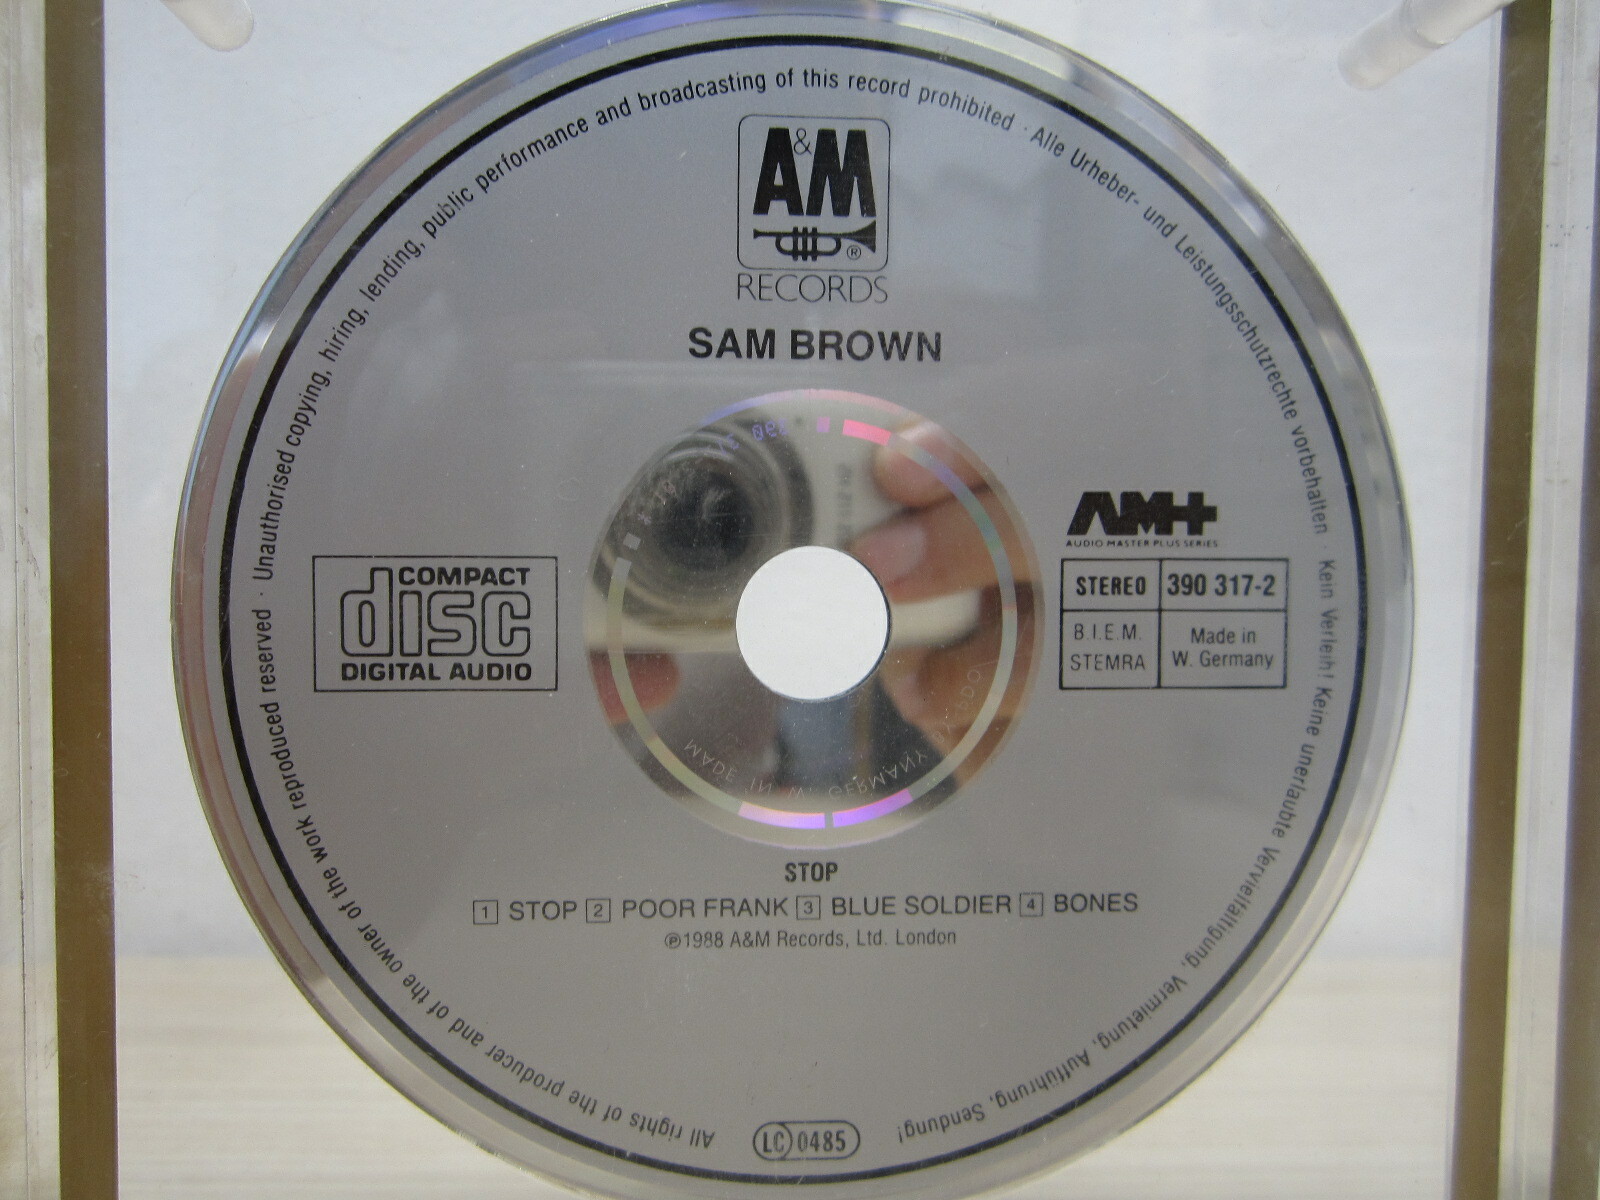 All rights of the producer and of the owner of the work reproduced reserved · Unauthorised copying, hiring, lending, public performance and broadcasting of this record prohibited · Alle Urheber- und Leistungsschutzrechte vorbehalten · Kein Verleih! Keine unerlaubte Vervielfältigung, Vermietung, Aufführung, Sendung!
A&M
®
RECORDS
SAM BROWN
AM+
AUDIO MASTER PLUS SERIES
COMPACT
disc
DIGITAL AUDIO
STEREO 390 317-2
B.I.E.M.
STEMRA
Made in
W. Germany
MADE IN W. GERMANY
STOP
1 STOP 2 POOR FRANK 3 BLUE SOLDIER 4 BONES
℗1988 A&M Records, Ltd. London
LC 0485